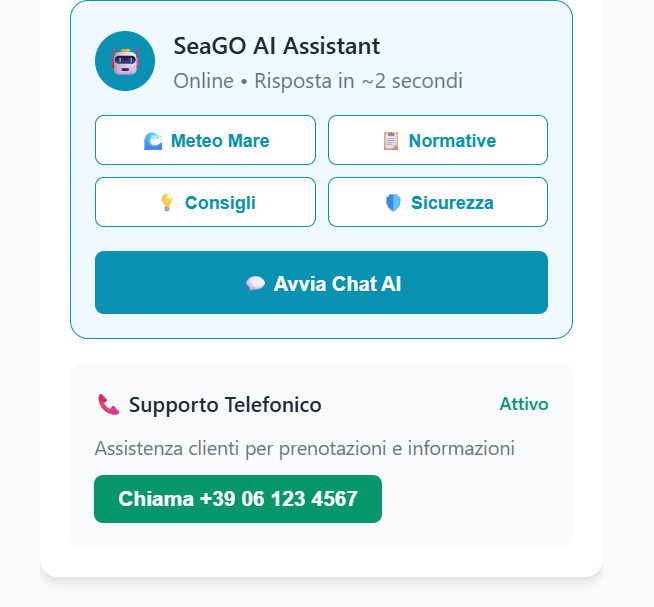 SeaGO AI Assistant
Online • Risposta in ~2 secondi
Meteo Mare
Normative
Consigli
Sicurezza
Avvia Chat AI
Supporto Telefonico
Attivo
Assistenza clienti per prenotazioni e informazioni
Chiama +39 06 123 4567